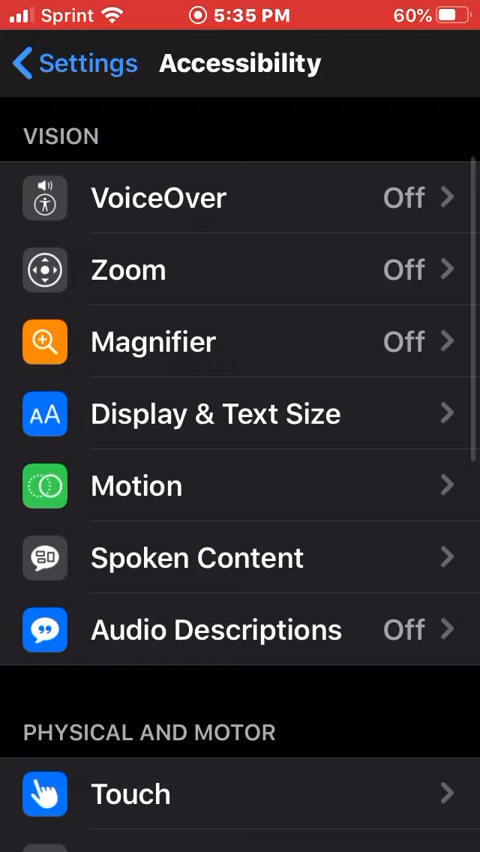 Sprint 5:35 PM 60%
Settings Accessibility
VISION
VoiceOver Off
Zoom Off
Magnifier Off
AA Display & Text Size
Motion
Spoken Content
Audio Descriptions Off
PHYSICAL AND MOTOR
Touch